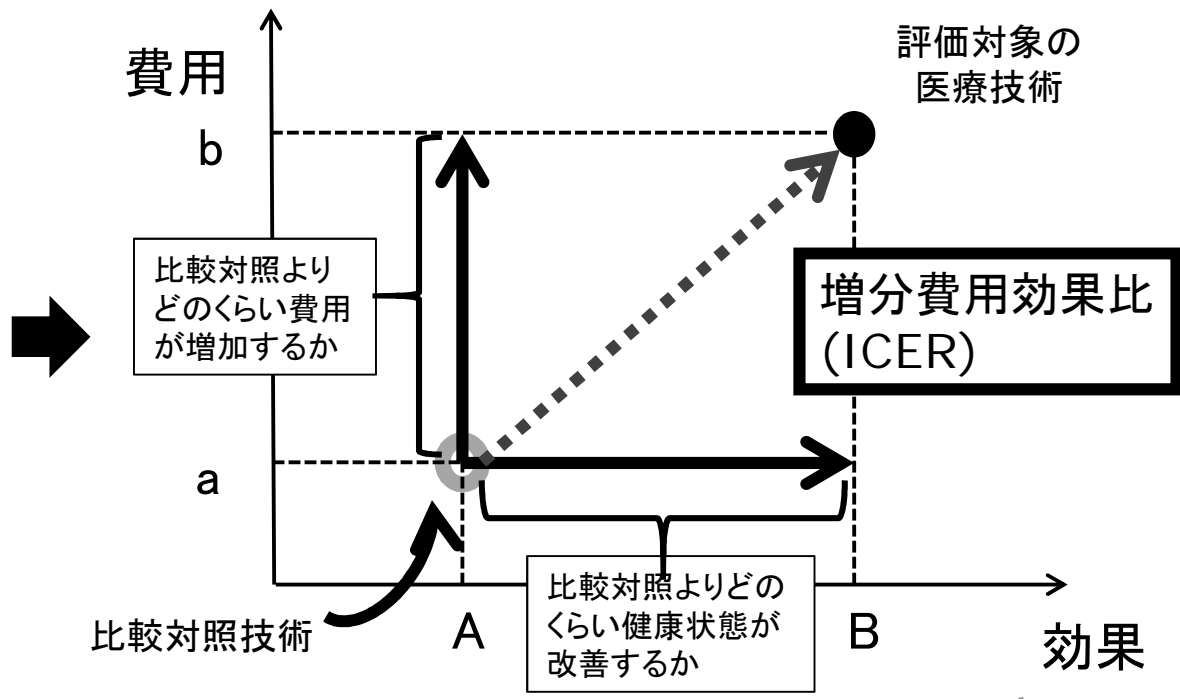 費用
評価対象の
医療技術
b
比較対照より
どのくらい費用
が増加するか
増分費用効果比
(ICER)
a
比較対照技術
A
比較対照よりどの
くらい健康状態が
改善するか
B
効果